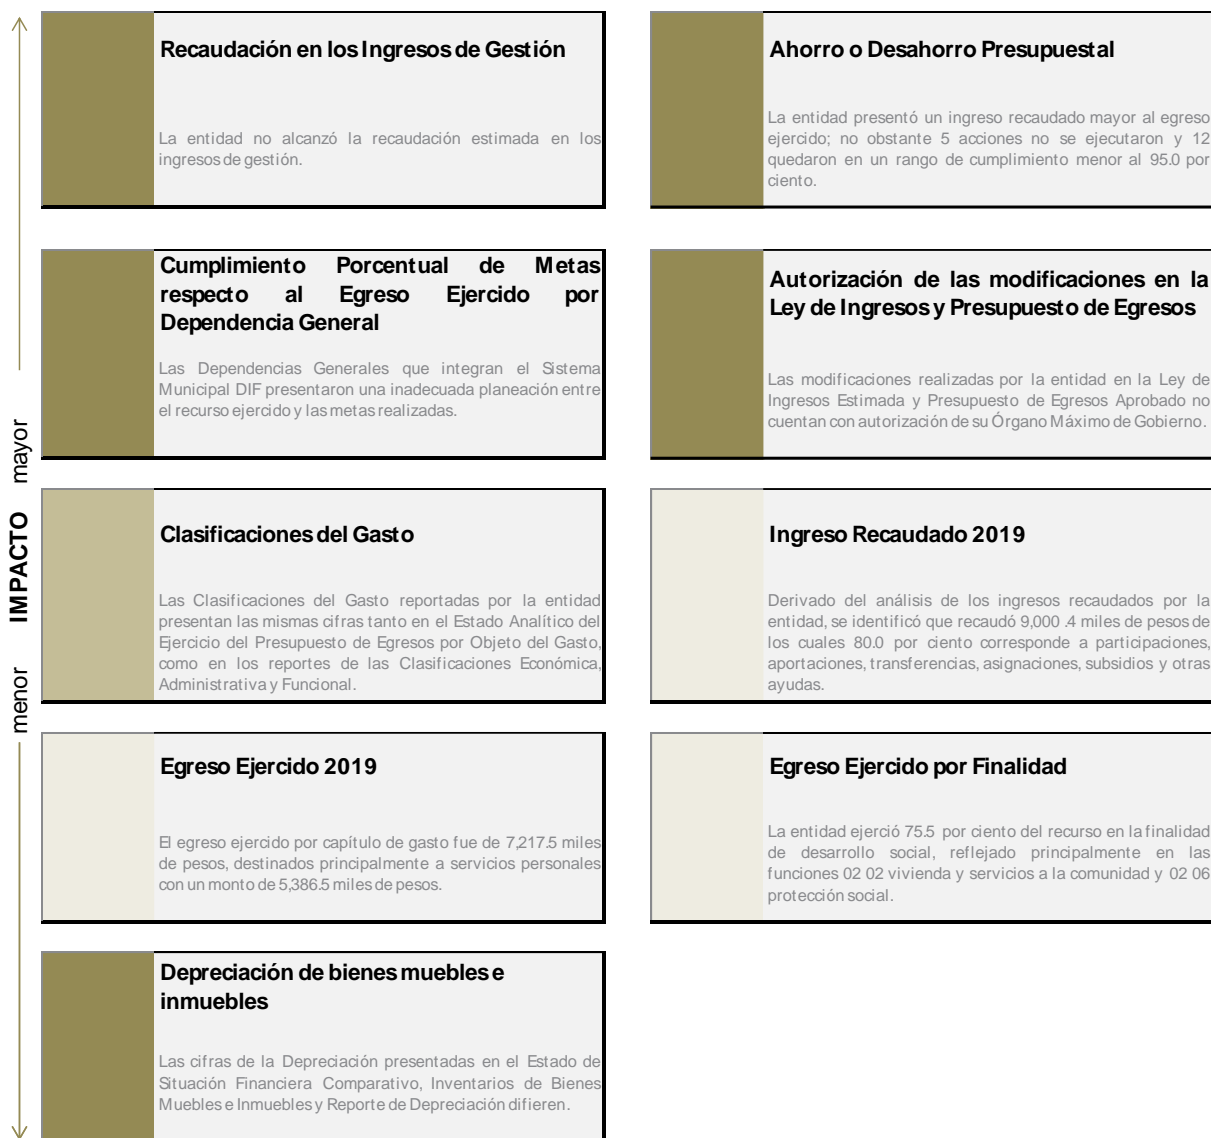 Recaudación en los Ingresos de Gestión
La entidad no alcanzó la recaudación estimada en los
ingresos de gestión.
Ahorro o Desahorro Presupuestal
La entidad presentó un ingreso recaudado mayor al egreso
ejercido; no obstante 5 acciones no se ejecutaron y 12
quedaron en un rango de cumplimiento menor al 95.0 por
ciento.
Cumplimiento Porcentual de Metas
respecto al Egreso Ejercido por
Dependencia General
Las Dependencias Generales que integran el Sistema
Municipal DIF presentaron una inadecuada planeación entre
el recurso ejercido y las metas realizadas.
Autorización de las modificaciones en la
Ley de Ingresos y Presupuesto de Egresos
Las modificaciones realizadas por la entidad en la Ley de
Ingresos Estimada y Presupuesto de Egresos Aprobado no
cuentan con autorización de su Órgano Máximo de Gobierno.
menor IMPACTO mayor
Clasificaciones del Gasto
Las Clasificaciones del Gasto reportadas por la entidad
presentan las mismas cifras tanto en el Estado Analítico del
Ejercicio del Presupuesto de Egresos por Objeto del Gasto,
como en los reportes de las Clasificaciones Económica,
Administrativa y Funcional.
Ingreso Recaudado 2019
Derivado del análisis de los ingresos recaudados por la
entidad, se identificó que recaudó 9,000 .4 miles de pesos de
los cuales 80.0 por ciento corresponde a participaciones,
aportaciones, transferencias, asignaciones, subsidios y otras
ayudas.
Egreso Ejercido 2019
El egreso ejercido por capítulo de gasto fue de 7,217.5 miles
de pesos, destinados principalmente a servicios personales
con un monto de 5,386.5 miles de pesos.
Egreso Ejercido por Finalidad
La entidad ejerció 75.5 por ciento del recurso en la finalidad
de desarrollo social, reflejado principalmente en las
funciones 02 02 vivienda y servicios a la comunidad y 02 06
protección social.
Depreciación de bienes muebles e
inmuebles
Las cifras de la Depreciación presentadas en el Estado de
Situación Financiera Comparativo, Inventarios de Bienes
Muebles e Inmuebles y Reporte de Depreciación difieren.